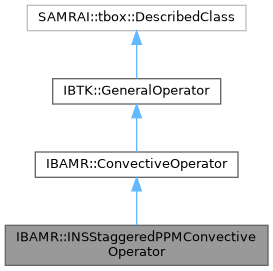 SAMRAI::tbox::DescribedClass
IBTK::GeneralOperator
IBAMR::ConvectiveOperator
IBAMR::INSStaggeredPPMConvective
Operator